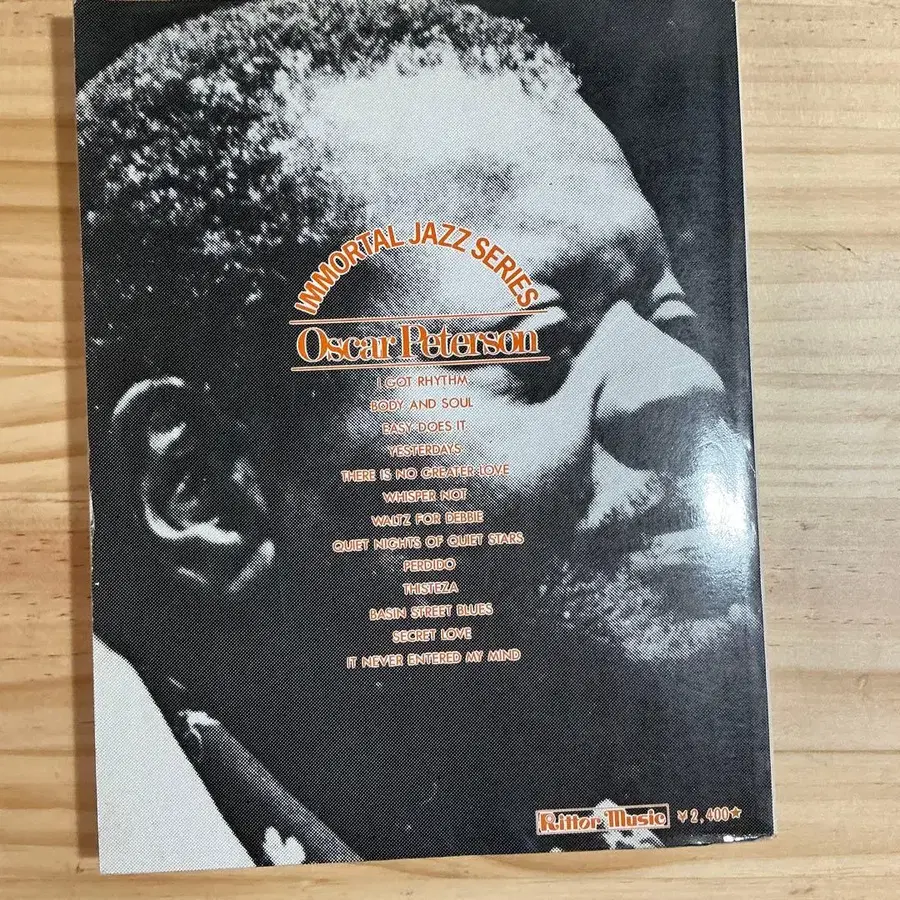 IMMORTAL JAZZ SERIES
Oscar Peterson
I GOT RHYTHM
BODY AND SOUL
EASY DOES IT
YESTERDAYS
THERE IS NO GREATER LOVE
WHISPER NOT
WALTZ FOR DEBBIE
QUIET NIGHTS OF QUIET STARS
PERDIDO
THISTEZA
BASIN STREET BLUES
SECRET LOVE
IT NEVER ENTERED MY MIND
Rittor Music ¥2,400★